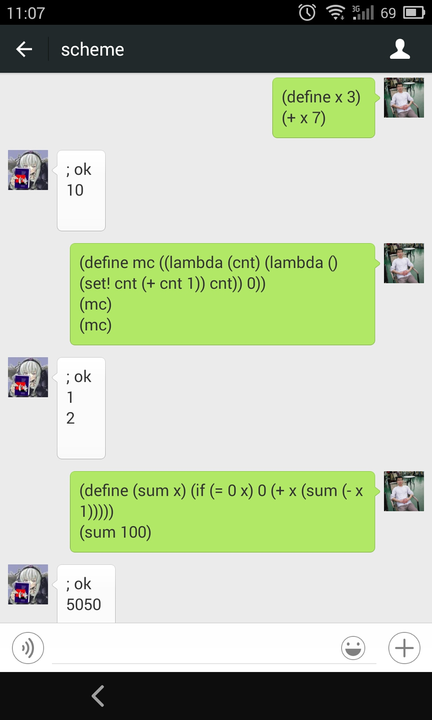 11:07
3G
69
scheme
(define x 3)
(+ x 7)
; ok
10
(define mc ((lambda (cnt) (lambda ()
(set! cnt (+ cnt 1)) cnt)) 0))
(mc)
(mc)
; ok
1
2
(define (sum x) (if (= 0 x) 0 (+ x (sum (- x
1)))))
(sum 100)
; ok
5050